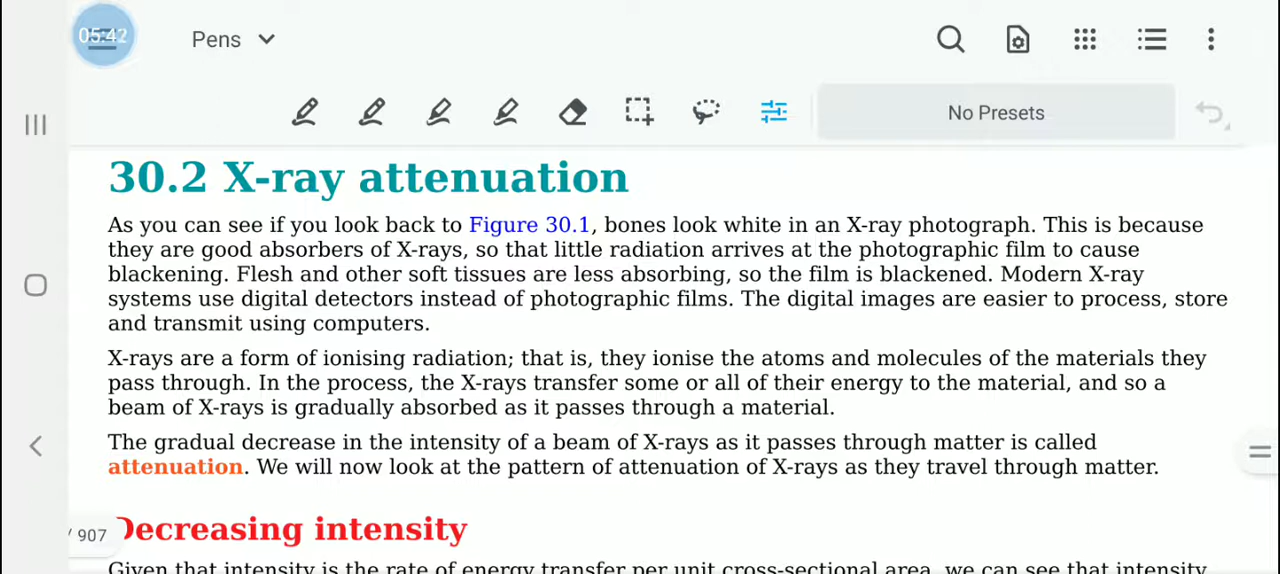 05:42
Pens
No Presets
30.2 X-ray attenuation
As you can see if you look back to Figure 30.1, bones look white in an X-ray photograph. This is because
they are good absorbers of X-rays, so that little radiation arrives at the photographic film to cause
blackening. Flesh and other soft tissues are less absorbing, so the film is blackened. Modern X-ray
systems use digital detectors instead of photographic films. The digital images are easier to process, store
and transmit using computers.
X-rays are a form of ionising radiation; that is, they ionise the atoms and molecules of the materials they
pass through. In the process, the X-rays transfer some or all of their energy to the material, and so a
beam of X-rays is gradually absorbed as it passes through a material.
The gradual decrease in the intensity of a beam of X-rays as it passes through matter is called
attenuation. We will now look at the pattern of attenuation of X-rays as they travel through matter.
/ 907
Decreasing intensity
Given that intensity is the rate of energy transfer per unit cross-sectional area, we can see that intensity